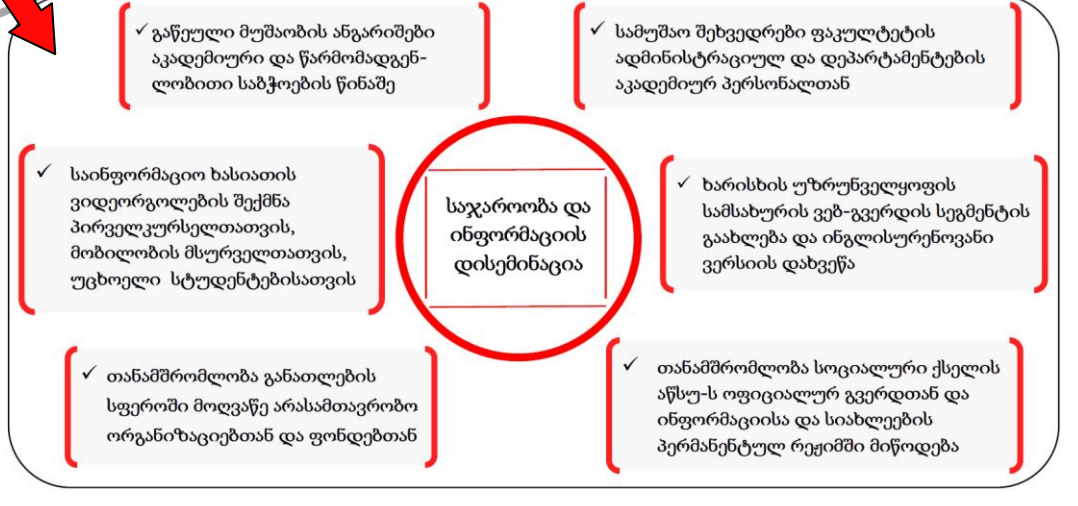 ✓ გაწეული მუშაობის ანგარიშები
აკადემიური და წარმომადგენ-
ლობითი საბჭოების წინაშე
✓ სამუშაო შეხვედრები ფაკულტეტის
ადმინისტრაციულ და დეპარტამენტების
აკადემიურ პერსონალთან
✓ საინფორმაციო ხასიათის
ვიდეორგოლების შექმნა
პირველკურსელთათვის,
მობილობის მსურველთათვის,
უცხოელი სტუდენტებისათვის
საჯაროობა და
ინფორმაციის
დისემინაცია
✓ ხარისხის უზრუნველყოფის
სამსახურის ვებ-გვერდის სეგმენტის
გაახლება და ინგლისურენოვანი
ვერსიის დახვეწა
✓ თანამშრომლობა განათლების
სფეროში მოღვაწე არასამთავრობო
ორგანიზაციებთან და ფონდებთან
✓ თანამშრომლობა სოციალური ქსელის
აწსუ-ს ოფიციალურ გვერდთან და
ინფორმაციისა და სიახლეების
პერმანენტულ რეჟიმში მიწოდება